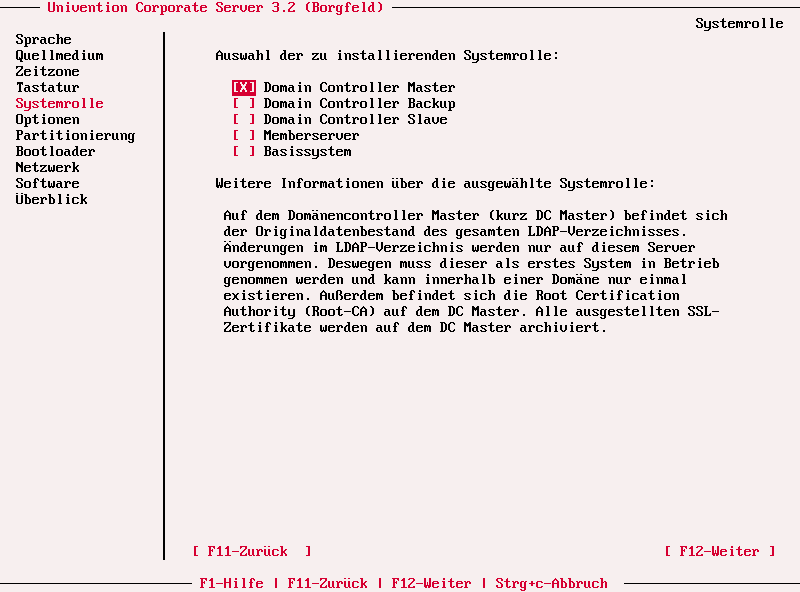 Univention Corporate Server 3.2 (Borgfeld)
Systemrolle
Sprache
Quellmedium
Zeitzone
Tastatur
Systemrolle
Optionen
Partitionierung
Bootloader
Netzwerk
Software
Überblick
Auswahl der zu installierenden Systemrolle:
[X] Domain Controller Master
[ ] Domain Controller Backup
[ ] Domain Controller Slave
[ ] Memberserver
[ ] Basissystem
Weitere Informationen über die ausgewählte Systemrolle:
Auf dem Domänencontroller Master (kurz DC Master) befindet sich
der Originaldatenbestand des gesamten LDAP-Verzeichnisses.
Änderungen im LDAP-Verzeichnis werden nur auf diesem Server
vorgenommen. Deswegen muss dieser als erstes System in Betrieb
genommen werden und kann innerhalb einer Domäne nur einmal
existieren. Außerdem befindet sich die Root Certification
Authority (Root-CA) auf dem DC Master. Alle ausgestellten SSL-
Zertifikate werden auf dem DC Master archiviert.
[ F11-Zurück ]
[ F12-Weiter ]
F1-Hilfe | F11-Zurück | F12-Weiter | Strg+c-Abbruch